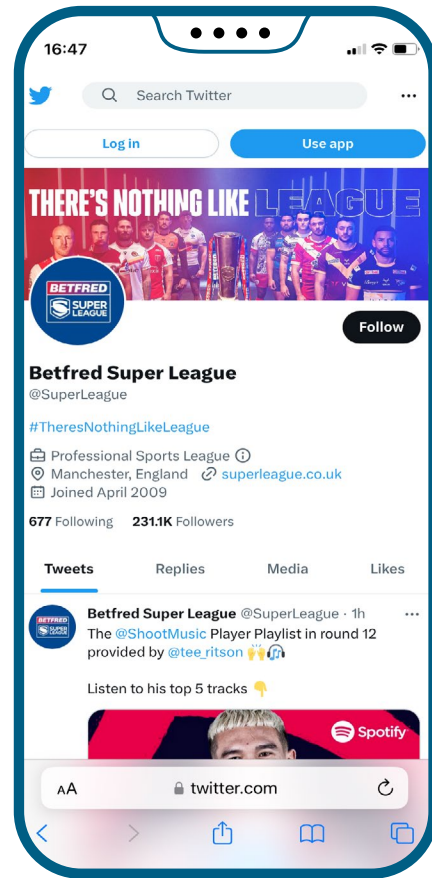 16:47
Search Twitter
Log in
Use app
THERE'S NOTHING LIKE LEAGUE
BETFRED
SUPER
LEAGUE
Follow
Betfred Super League
@SuperLeague
#TheresNothingLikeLeague
Professional Sports League
Manchester, England superleague.co.uk
Joined April 2009
677 Following 231.1K Followers
Tweets Replies Media Likes
BETFRED
SUPER
LEAGUE
Betfred Super League @SuperLeague · 1h
The @ShootMusic Player Playlist in round 12
provided by @tee_ritson 🙌🎧
Listen to his top 5 tracks 👇
Spotify
AA twitter.com